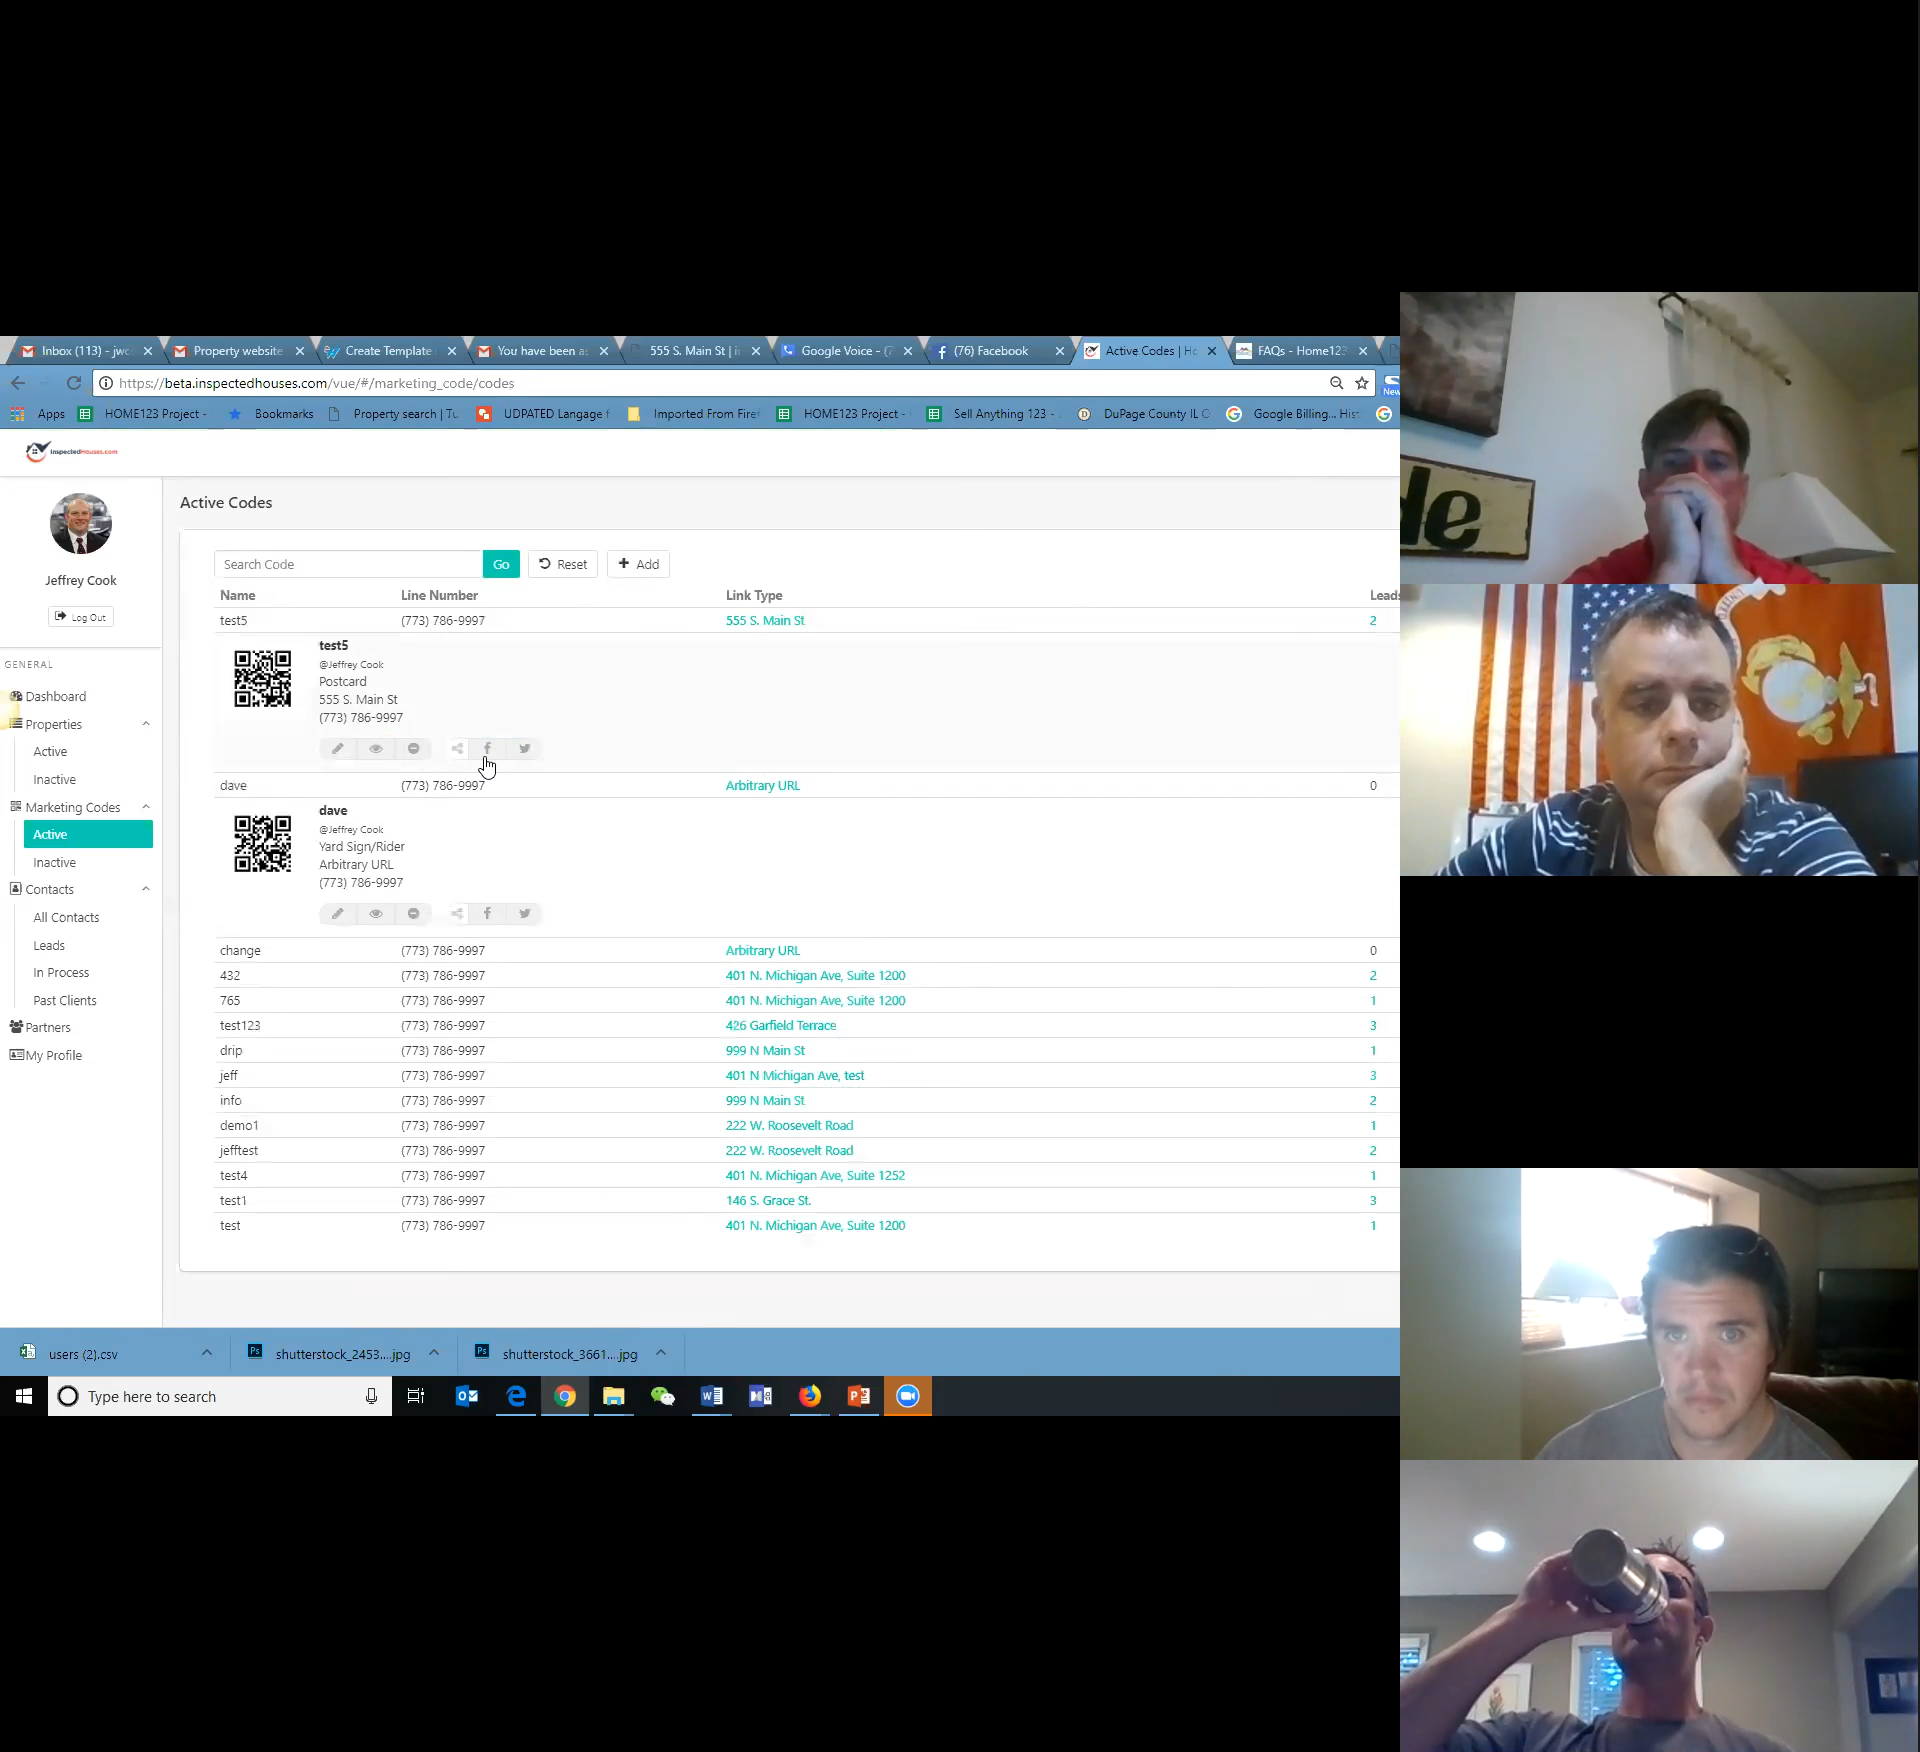 Inbox (113) - jwc
Property website
Create Template
You have been a
555 S. Main St | i
Google Voice - (7
(76) Facebook
Active Codes | Ho
FAQs - Home123
https://beta.inspectedhouses.com/vue/#/marketing_code/codes
New
Apps
HOME123 Project -
Bookmarks
Property search | Tu
UDPATED Langage f
Imported From Firef
HOME123 Project -
Sell Anything 123 -
DuPage County IL
Google Billing... Hist
InspectedHouses.com
Jeffrey Cook
Log Out
GENERAL
Dashboard
Properties
Active
Inactive
Marketing Codes
Active
Inactive
Contacts
All Contacts
Leads
In Process
Past Clients
Partners
My Profile
Active Codes
Search Code
Go
Reset
Add
Name Line Number Link Type Leads
test5 (773) 786-9997 555 S. Main St 2
test5
@Jeffrey Cook
Postcard
555 S. Main St
(773) 786-9997
dave (773) 786-9997 Arbitrary URL 0
dave
@Jeffrey Cook
Yard Sign/Rider
Arbitrary URL
(773) 786-9997
change (773) 786-9997 Arbitrary URL 0
432 (773) 786-9997 401 N. Michigan Ave, Suite 1200 2
765 (773) 786-9997 401 N. Michigan Ave, Suite 1200 1
test123 (773) 786-9997 426 Garfield Terrace 3
drip (773) 786-9997 999 N Main St 1
jeff (773) 786-9997 401 N Michigan Ave, test 3
info (773) 786-9997 999 N Main St 2
demo1 (773) 786-9997 222 W. Roosevelt Road 1
jefftest (773) 786-9997 222 W. Roosevelt Road 2
test4 (773) 786-9997 401 N. Michigan Ave, Suite 1252 1
test1 (773) 786-9997 146 S. Grace St. 3
test (773) 786-9997 401 N. Michigan Ave, Suite 1200 1
users (2).csv
shutterstock_2453....jpg
shutterstock_3661....jpg
Type here to search
de